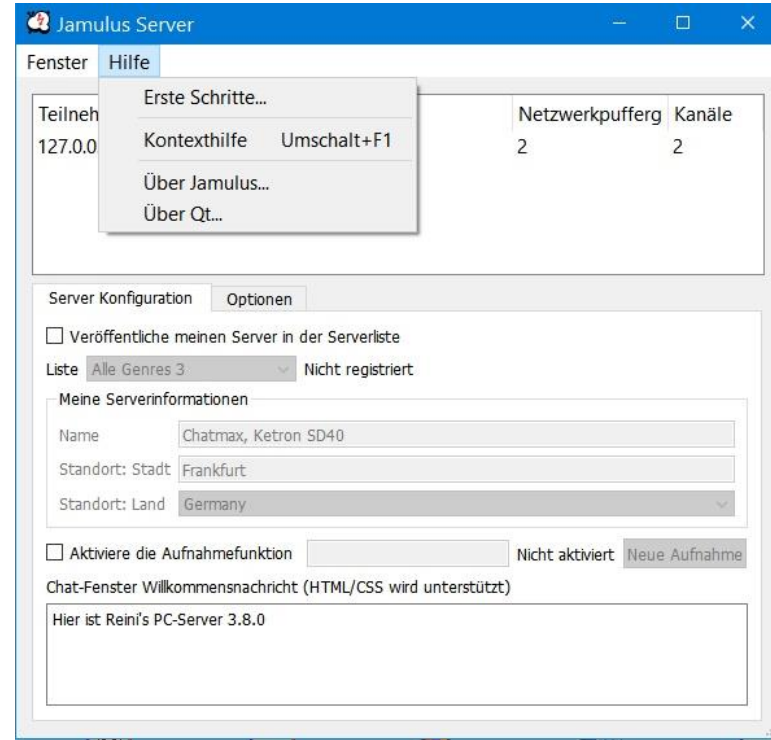 Jamulus Server
Fenster Hilfe
Erste Schritte...
Kontexthilfe Umschalt+F1
Über Jamulus...
Über Qt...
Teilneh Netzwerkpufferg Kanäle
127.0.0 2 2
Server Konfiguration Optionen
Veröffentliche meinen Server in der Serverliste
Liste Alle Genres 3 Nicht registriert
Meine Serverinformationen
Name Chatmax, Ketron SD40
Standort: Stadt Frankfurt
Standort: Land Germany
Aktiviere die Aufnahmefunktion Nicht aktiviert Neue Aufnahme
Chat-Fenster Willkommensnachricht (HTML/CSS wird unterstützt)
Hier ist Reini's PC-Server 3.8.0